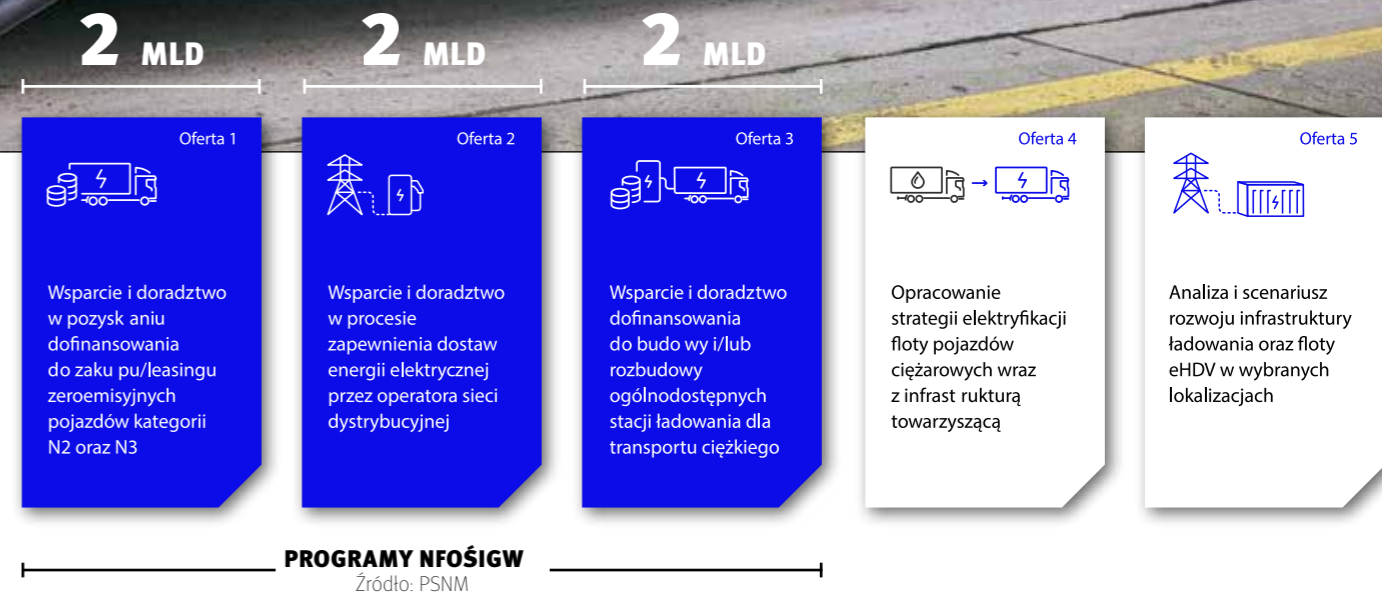 2 MLD
2 MLD
2 MLD
Oferta 1
Wsparcie i doradztwo
w pozysk aniu
dofinansowania
do zaku pu/leasingu
zeroemisyjnych
pojazdów kategorii
N2 oraz N3
Oferta 2
Wsparcie i doradztwo
w procesie
zapewnienia dostaw
energii elektrycznej
przez operatora sieci
dystrybucyjnej
Oferta 3
Wsparcie i doradztwo
dofinansowania
do budo wy i/lub
rozbudowy
ogólnodostępnych
stacji ładowania dla
transportu ciężkiego
Oferta 4
Opracowanie
strategii elektryfikacji
floty pojazdów
ciężarowych wraz
z infrast rukturą
towarzyszącą
Oferta 5
Analiza i scenariusz
rozwoju infrastruktury
ładowania oraz floty
eHDV w wybranych
lokalizacjach
PROGRAMY NFOŚIGW
Źródło: PSNM